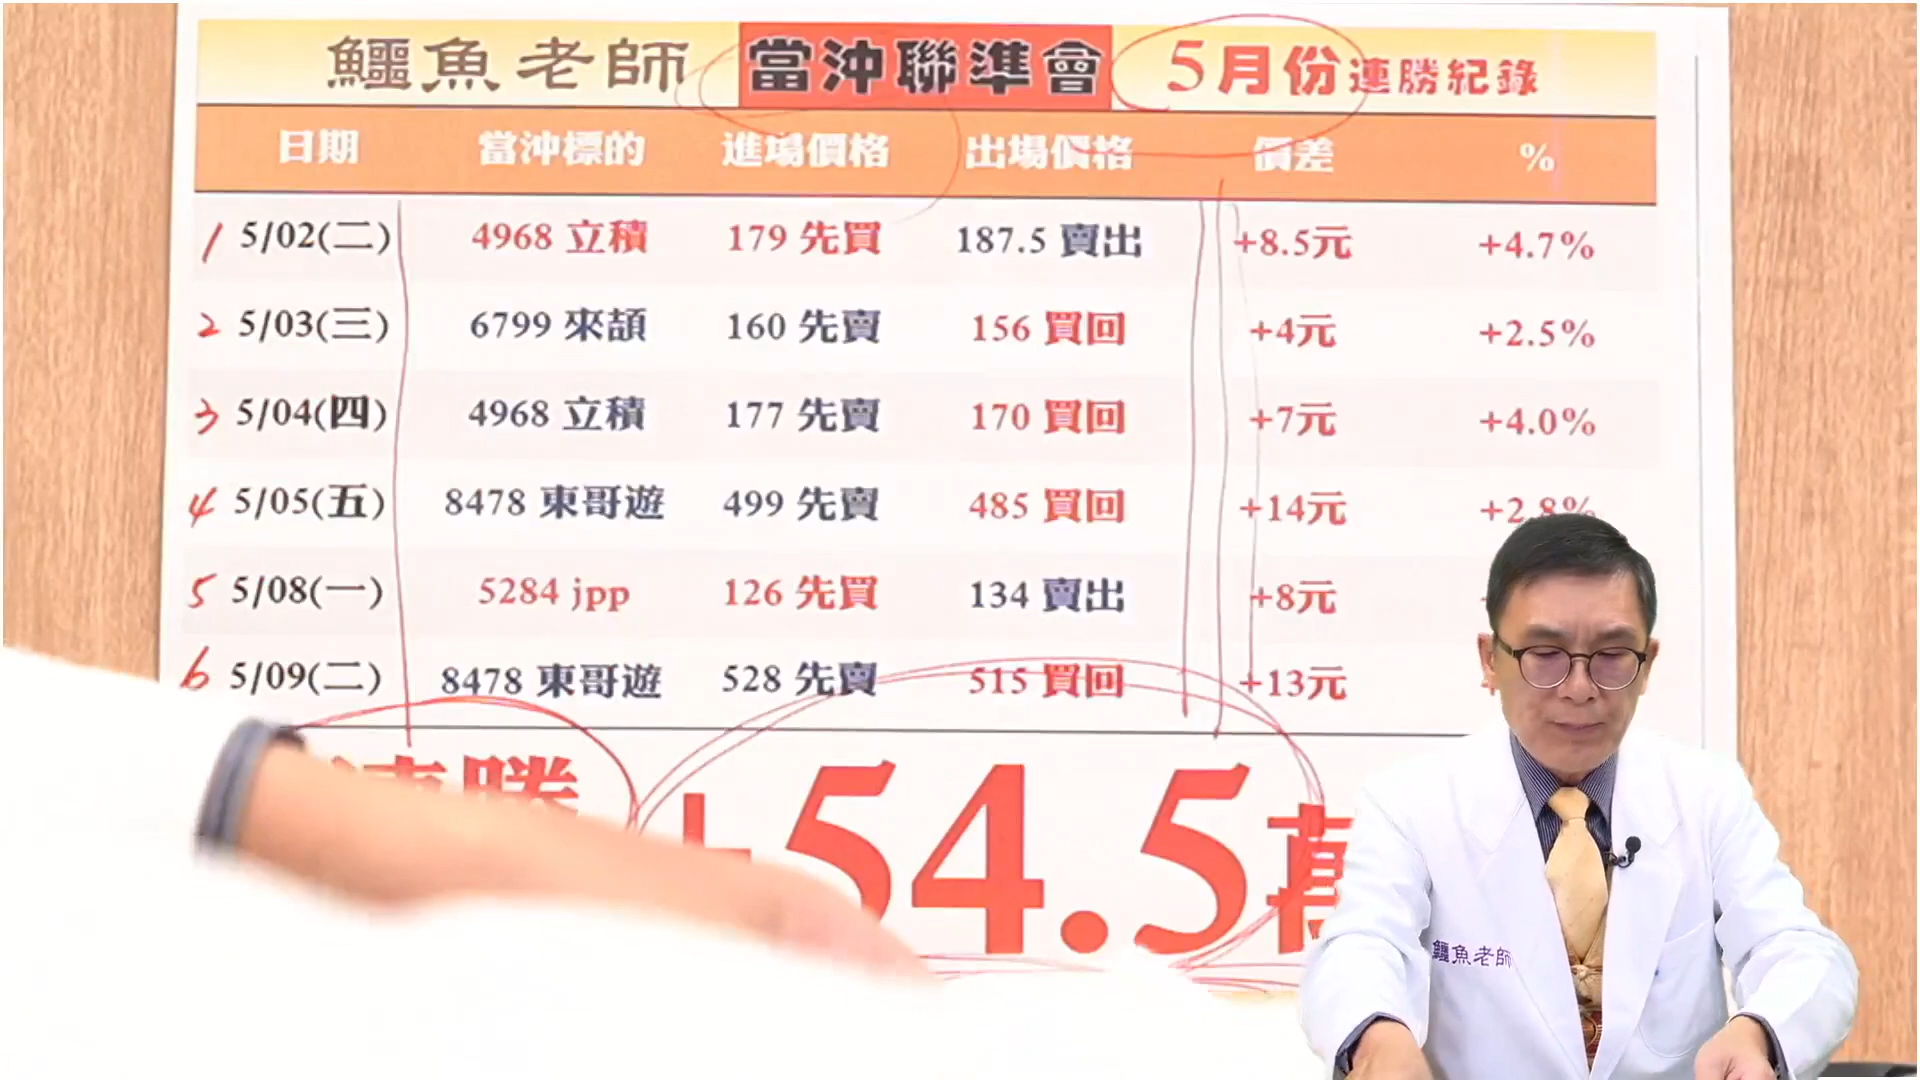 鱷魚老師 當沖聯準會 5月份連勝紀錄
日期 當沖標的 進場價格 出場價格 價差 %
1 5/02(二) 4968 立積 179 先買 187.5 賣出 +8.5元 +4.7%
2 5/03(三) 6799 來頡 160 先賣 156 買回 +4元 +2.5%
3 5/04(四) 4968 立積 177 先賣 170 買回 +7元 +4.0%
4 5/05(五) 8478 東哥遊 499 先賣 485 買回 +14元 +2.8%
5 5/08(一) 5284 jpp 126 先買 134 賣出 +8元
6 5/09(二) 8478 東哥遊 528 先賣 515 買回 +13元
連勝 +54.5萬
鱷魚老師